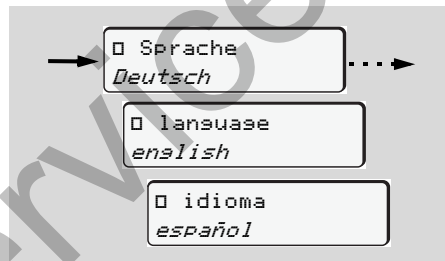 □ Sprache
Deutsch
□ language
english
□ idioma
español